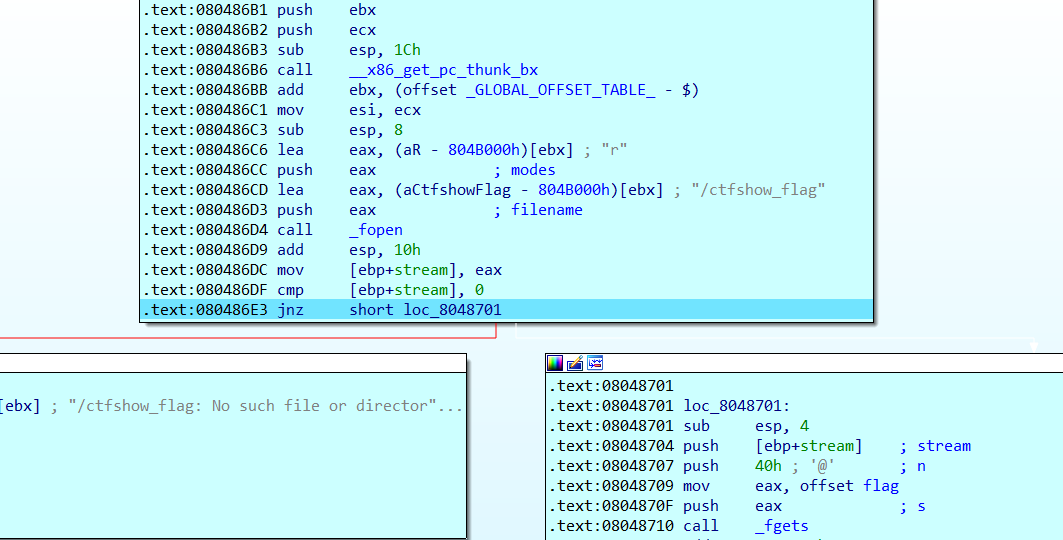 .text:080486B1 push    ebx
.text:080486B2 push    ecx
.text:080486B3 sub     esp, 1Ch
.text:080486B6 call    __x86_get_pc_thunk_bx
.text:080486BB add     ebx, (offset _GLOBAL_OFFSET_TABLE_ - $)
.text:080486C1 mov     esi, ecx
.text:080486C3 sub     esp, 8
.text:080486C6 lea     eax, (aR - 804B000h)[ebx] ; "r"
.text:080486CC push    eax             ; modes
.text:080486CD lea     eax, (aCtfshowFlag - 804B000h)[ebx] ; "/ctfshow_flag"
.text:080486D3 push    eax             ; filename
.text:080486D4 call    _fopen
.text:080486D9 add     esp, 10h
.text:080486DC mov     [ebp+stream], eax
.text:080486DF cmp     [ebp+stream], 0
.text:080486E3 jnz     short loc_8048701
[ebx] ; "/ctfshow_flag: No such file or director"...
.text:08048701
.text:08048701 loc_8048701:
.text:08048701 sub     esp, 4
.text:08048704 push    [ebp+stream]    ; stream
.text:08048707 push    40h ; '@'       ; n
.text:08048709 mov     eax, offset flag
.text:0804870F push    eax             ; s
.text:08048710 call    _fgets